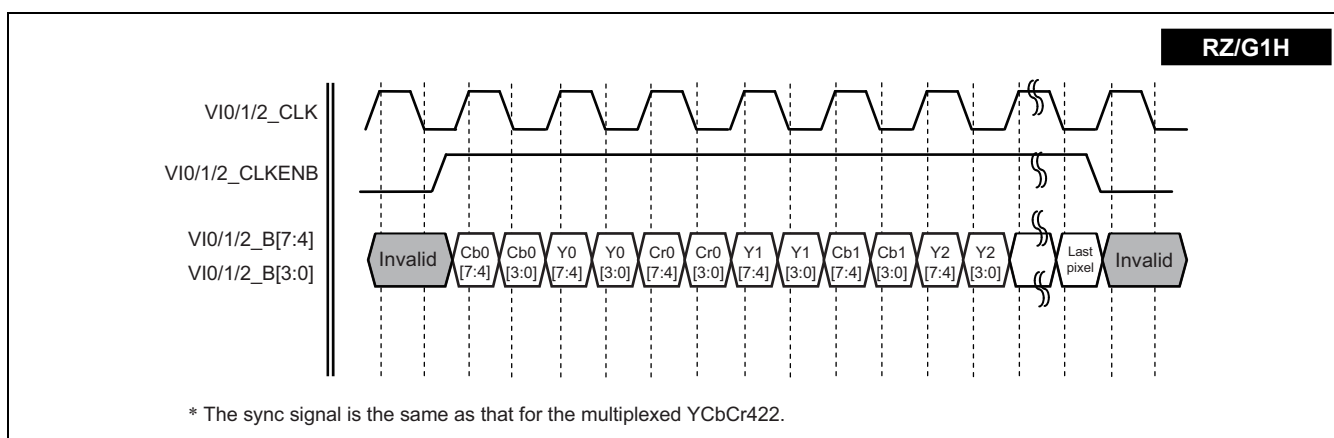 RZ/G1H
VI0/1/2_CLK
VI0/1/2_CLKENB
VI0/1/2_B[7:4]
VI0/1/2_B[3:0]
Invalid Cb0 [7:4] Cb0 [3:0] Y0 [7:4] Y0 [3:0] Cr0 [7:4] Cr0 [3:0] Y1 [7:4] Y1 [3:0] Cb1 [7:4] Cb1 [3:0] Y2 [7:4] Y2 [3:0] Last pixel Invalid
* The sync signal is the same as that for the multiplexed YCbCr422.